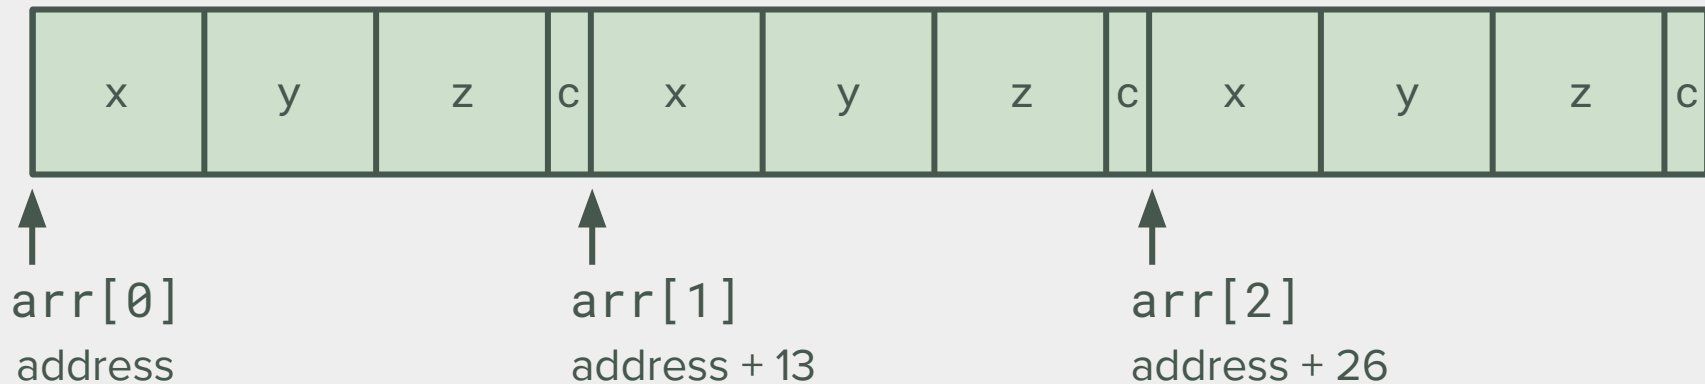 x y z c x y z c x y z c
arr[0] arr[1] arr[2]
address address + 13 address + 26